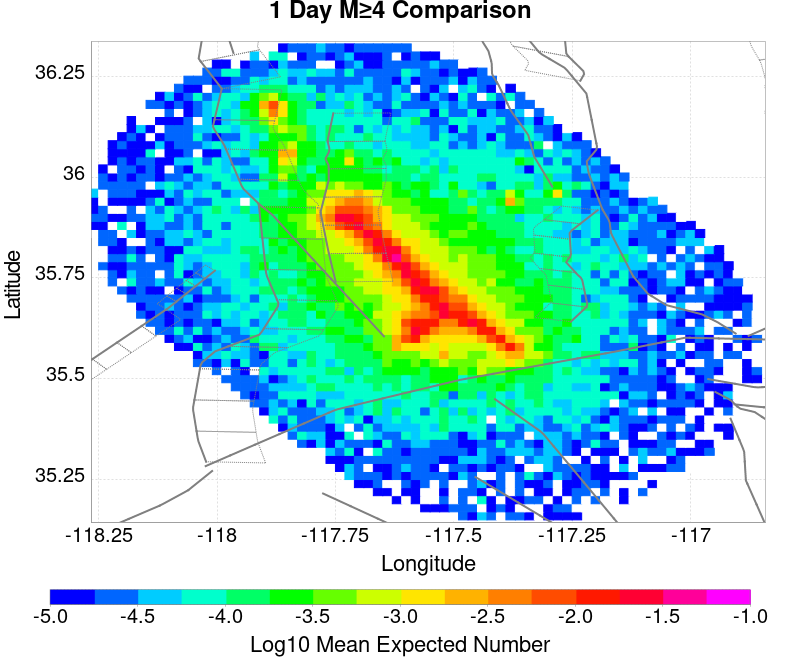 1 Day M≥4 Comparison
36.25
36
35.75
35.5
35.25
Latitude
-118.25 -118 -117.75 -117.5 -117.25 -117
Longitude
-5.0 -4.5 -4.0 -3.5 -3.0 -2.5 -2.0 -1.5 -1.0
Log10 Mean Expected Number